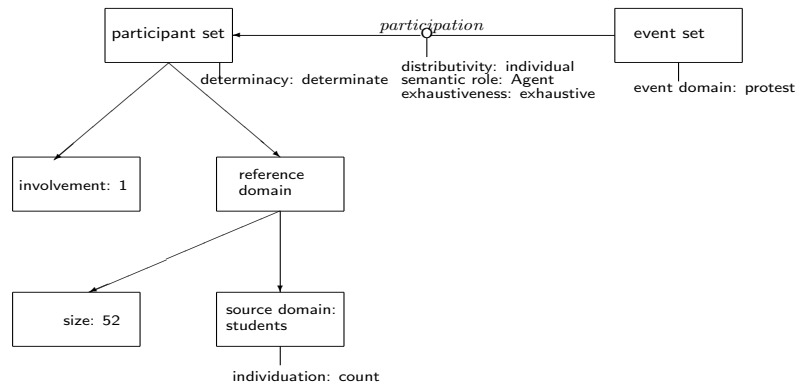 participation
participant set
event set
determinacy: determinate
distributivity: individual
semantic role: Agent
exhaustiveness: exhaustive
event domain: protest
involvement: 1
reference
domain
size: 52
source domain:
students
individuation: count